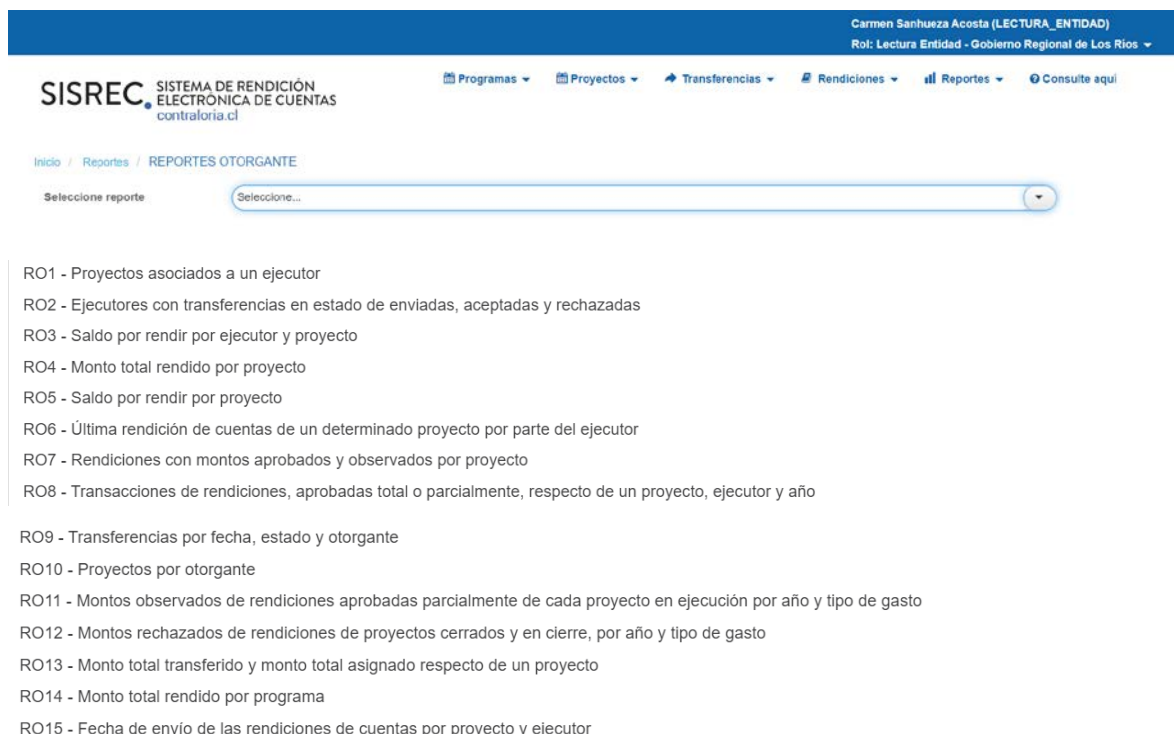 Carmen Sanhueza Acosta (LECTURA_ENTIDAD)
Rol: Lectura Entidad - Gobierno Regional de Los Ríos
SISREC. SISTEMA DE RENDICIÓN
ELECTRÓNICA DE CUENTAS
contraloria.cl
Programas Proyectos Transferencias Rendiciones Reportes Consulte aquí
Inicio / Reportes / REPORTES OTORGANTE
Seleccione reporte Seleccione...
RO1 - Proyectos asociados a un ejecutor
RO2 - Ejecutores con transferencias en estado de enviadas, aceptadas y rechazadas
RO3 - Saldo por rendir por ejecutor y proyecto
RO4 - Monto total rendido por proyecto
RO5 - Saldo por rendir por proyecto
RO6 - Última rendición de cuentas de un determinado proyecto por parte del ejecutor
RO7 - Rendiciones con montos aprobados y observados por proyecto
RO8 - Transacciones de rendiciones, aprobadas total o parcialmente, respecto de un proyecto, ejecutor y año
RO9 - Transferencias por fecha, estado y otorgante
RO10 - Proyectos por otorgante
RO11 - Montos observados de rendiciones aprobadas parcialmente de cada proyecto en ejecución por año y tipo de gasto
RO12 - Montos rechazados de rendiciones de proyectos cerrados y en cierre, por año y tipo de gasto
RO13 - Monto total transferido y monto total asignado respecto de un proyecto
RO14 - Monto total rendido por programa
RO15 - Fecha de envío de las rendiciones de cuentas por proyecto y ejecutor